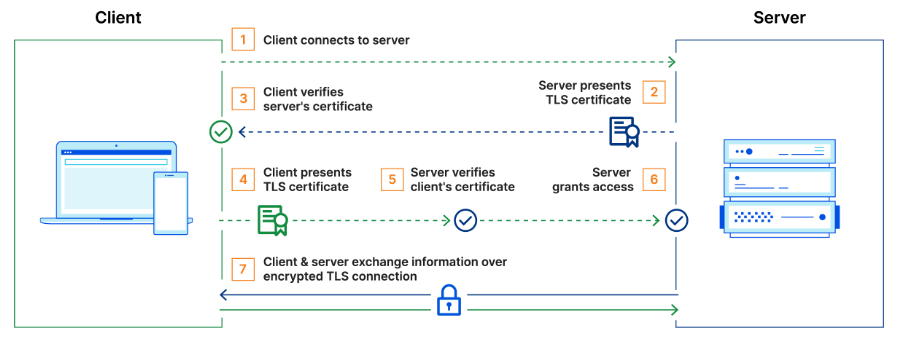 Client
Server
1 Client connects to server
Server presents
TLS certificate
2
3
Client verifies
server's certificate
4
Client presents
TLS certificate
5
Server verifies
client's certificate
Server
grants access
6
7
Client & server exchange information over
encrypted TLS connection